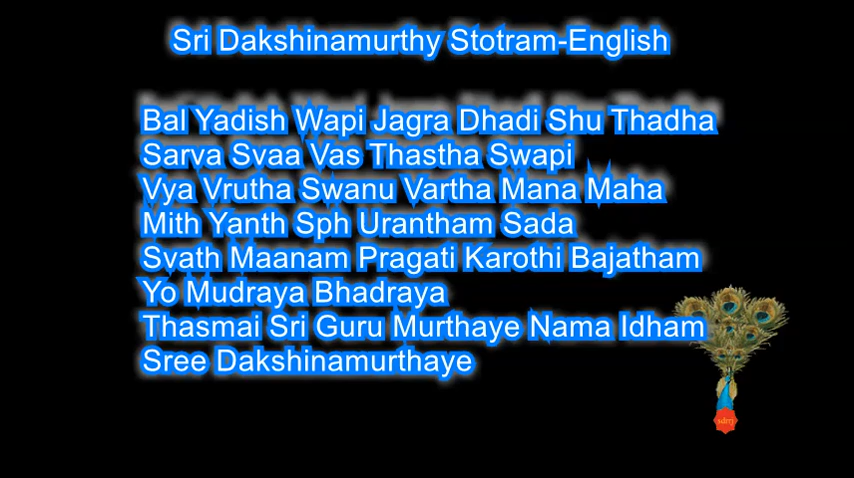 Sri Dakshinamurthy Stotram-English
Bal Yadish Wapi Jagra Dhadi Shu Thadha
Sarva Svaa Vas Thastha Swapi
Vya Vrutha Swanu Vartha Mana Maha
Mith Yanth Sph Urantham Sada
Svath Maanam Pragati Karothi Bajatham
Yo Mudraya Bhadraya
Thasmai Sri Guru Murthaye Nama Idham
Sree Dakshinamurthaye